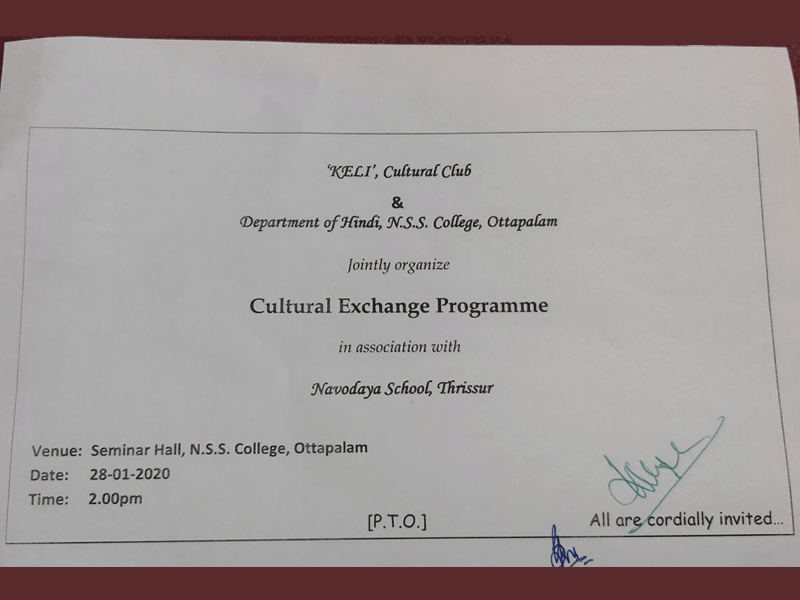 'KELI', Cultural Club
&
Department of Hindi, N.S.S. College, Ottapalam
Jointly organize
Cultural Exchange Programme
in association with
Navodaya School, Thrissur
Venue: Seminar Hall, N.S.S. College, Ottapalam
Date: 28-01-2020
Time: 2.00pm
[P.T.O.]
All are cordially invited...